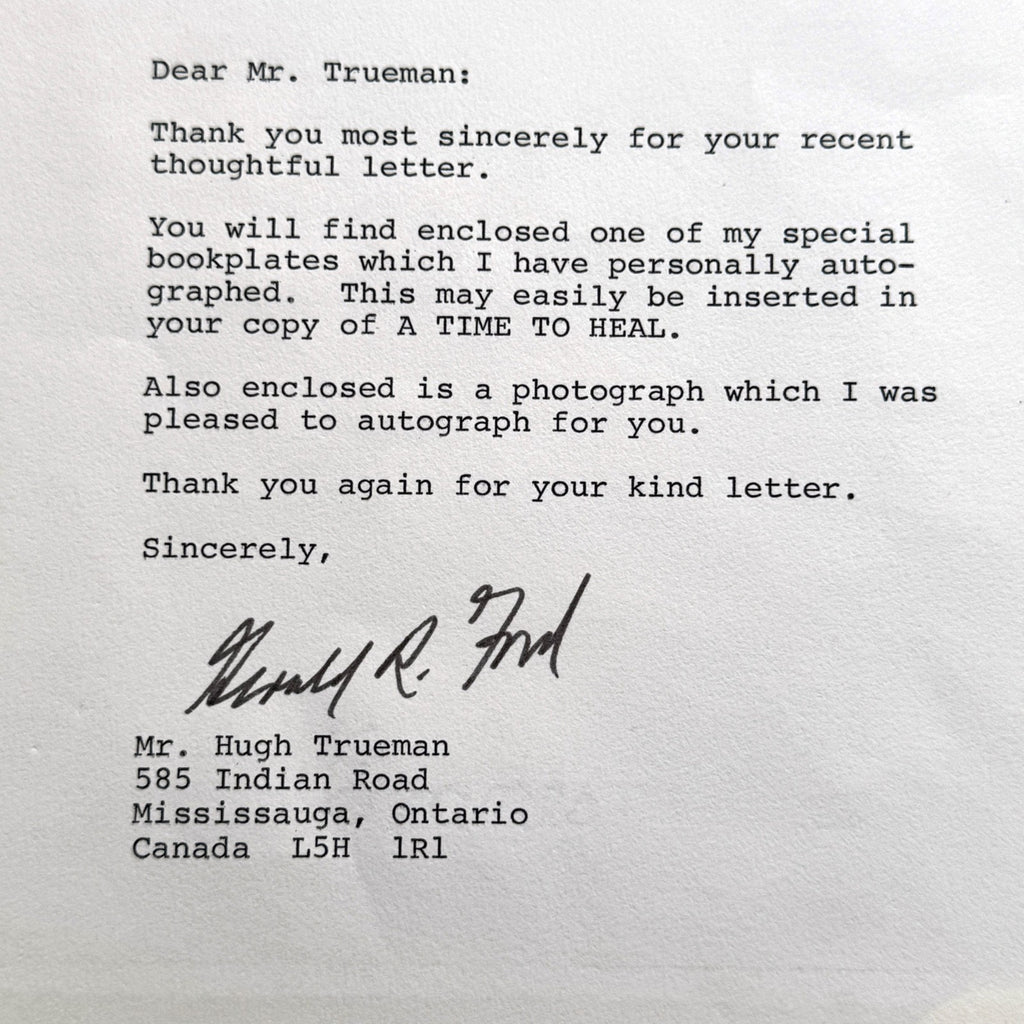 Dear Mr. Trueman:
Thank you most sincerely for your recent
thoughtful letter.
You will find enclosed one of my special
bookplates which I have personally auto-
graphed.  This may easily be inserted in
your copy of A TIME TO HEAL.
Also enclosed is a photograph which I was
pleased to autograph for you.
Thank you again for your kind letter.
Sincerely,
Gerald R. Ford
Mr. Hugh Trueman
585 Indian Road
Mississauga, Ontario
Canada  L5H  1R1